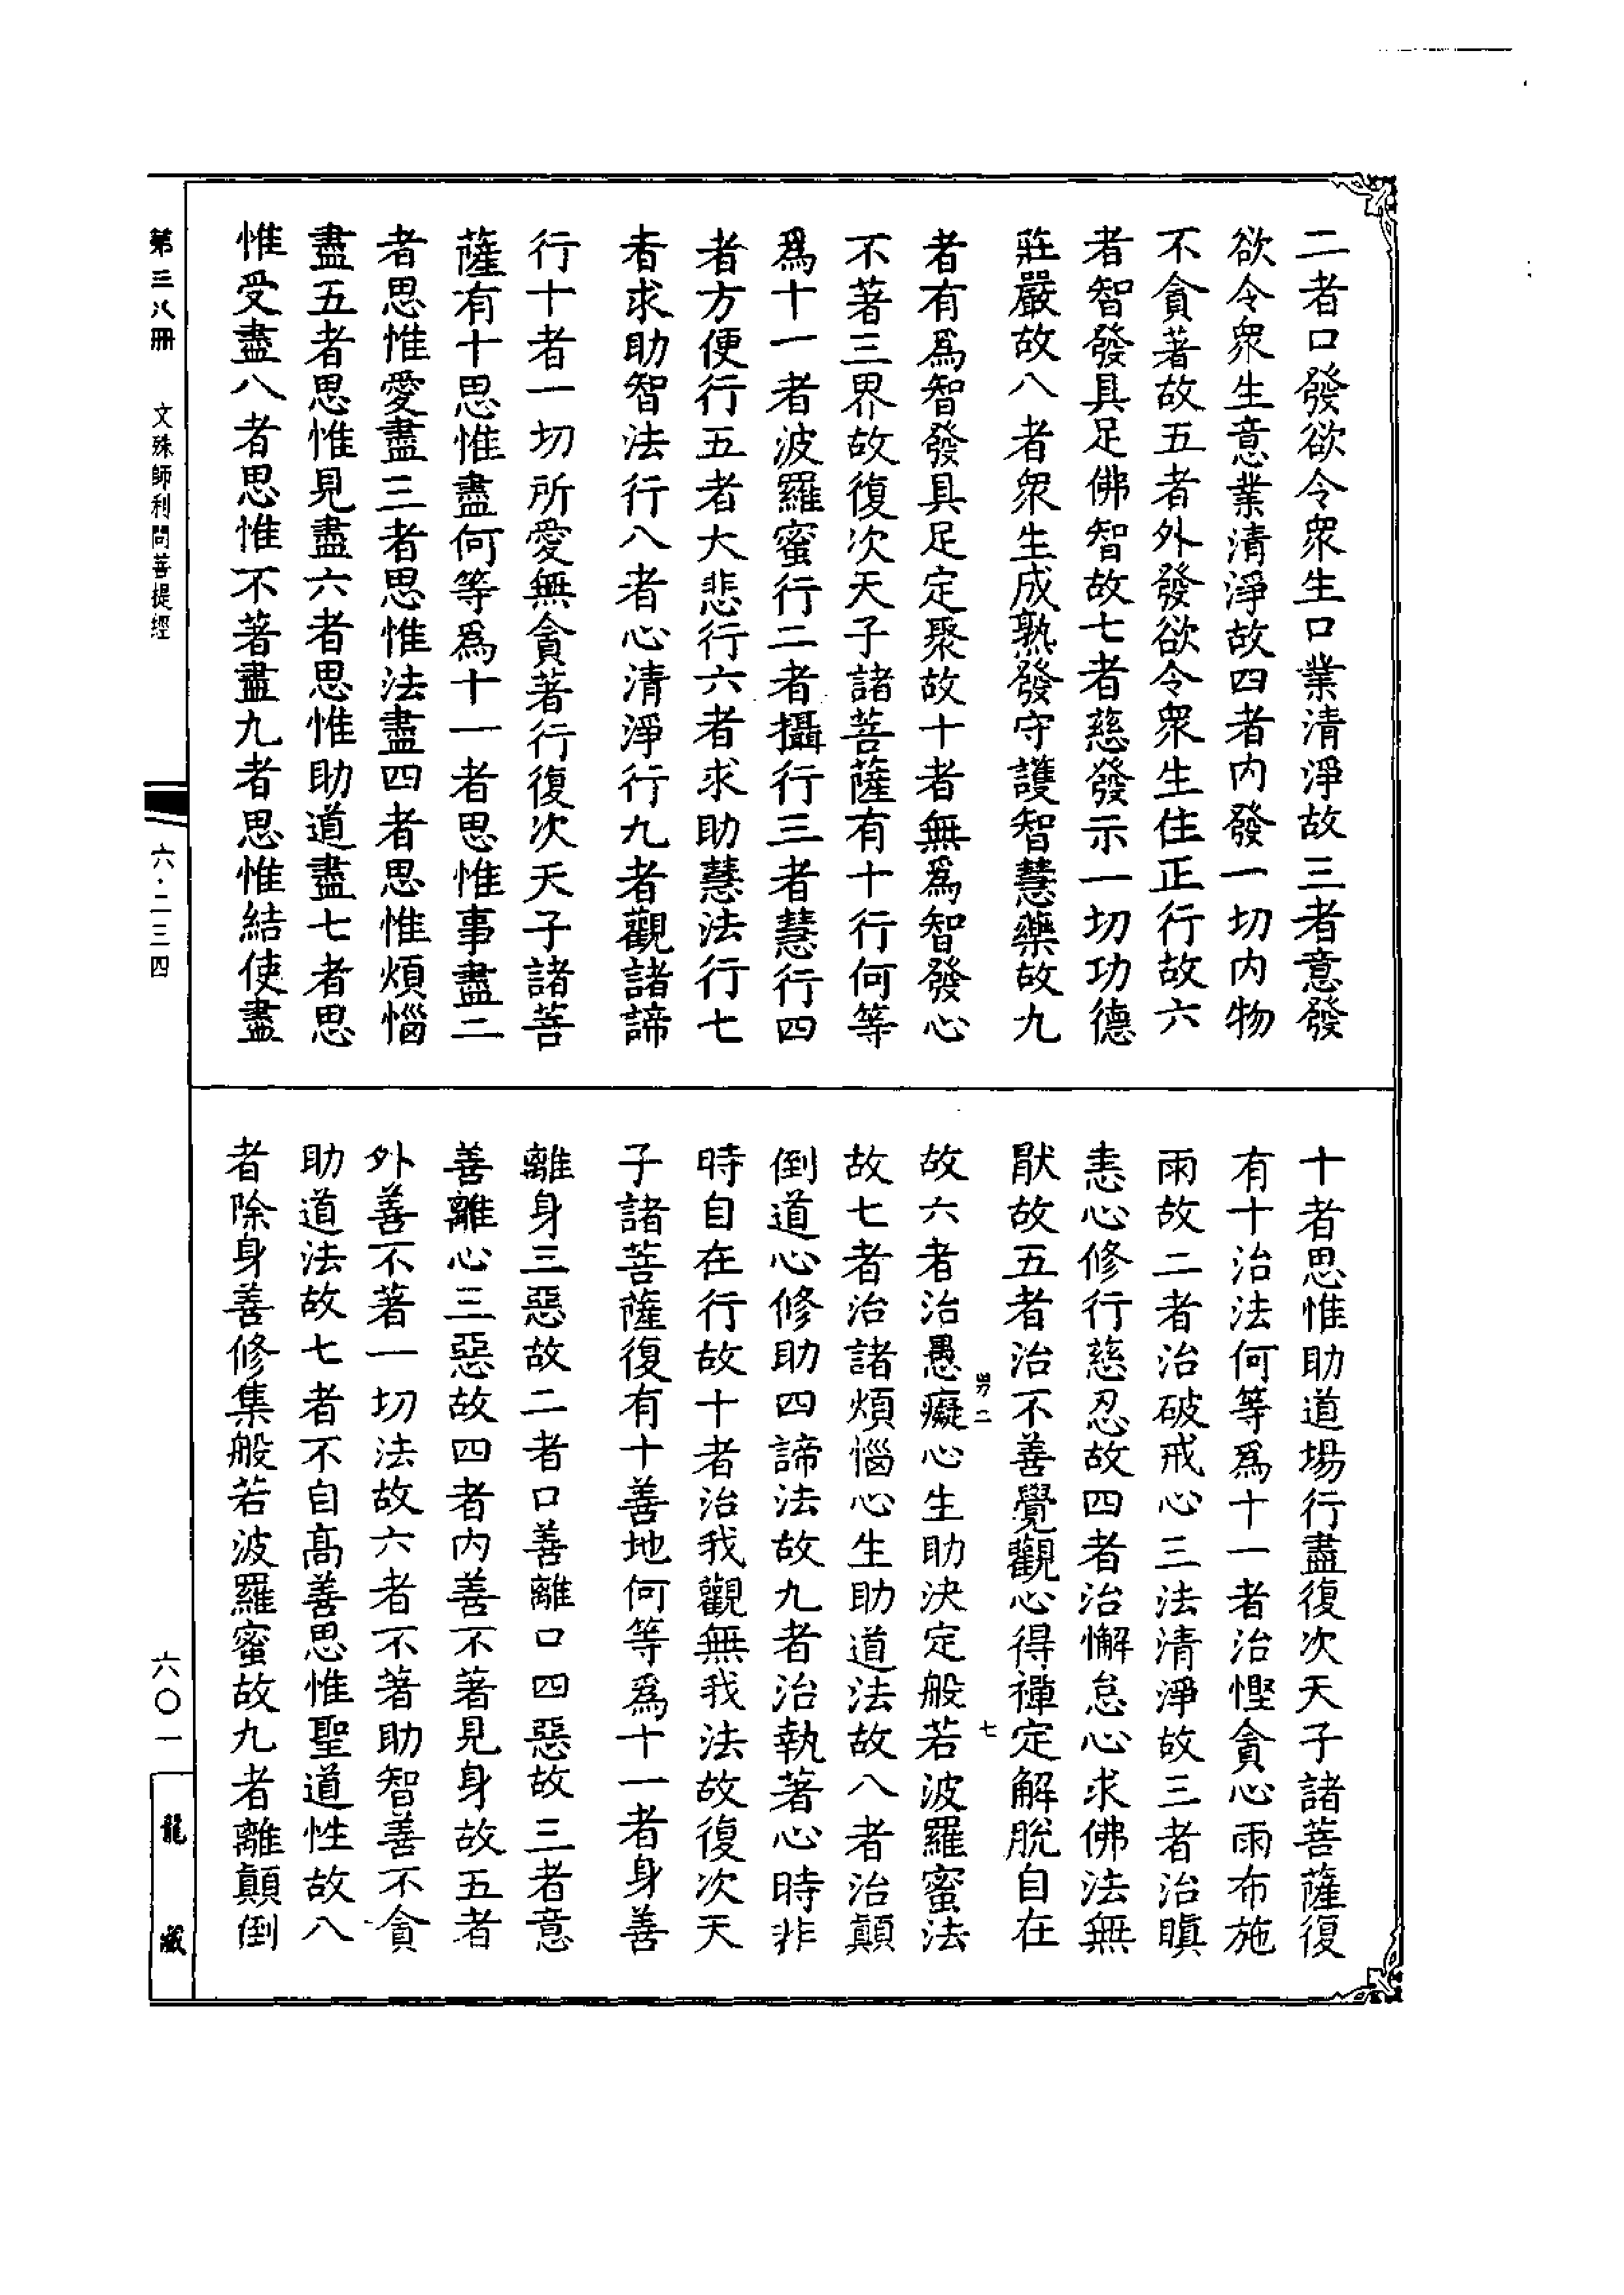 二者口發欲令衆生口業清淨故三者意發
欲令衆生意業清淨故四者内發一切内物
不貪著故五者外發欲令衆生住正行故六
者智發具足佛智故七者慈發示一切功德
莊嚴故八者衆生成熟發守護智慧藥故九
者有爲智發具足定聚故十者無爲智發心
不著三界故復次天子諸菩薩有十行何等
爲十一者波羅蜜行二者攝行三者慧行四
者方便行五者大悲行六者求助慧法行七
者求助智法行八者心清淨行九者觀諸諦
行十者一切所愛無貪著行復次天子諸菩
薩有十思惟盡何等爲十一者思惟事盡二
者思惟愛盡三者思惟法盡四者思惟煩惱
盡五者思惟見盡六者思惟助道盡七者思
惟受盡八者思惟不著盡九者思惟結使盡
十者思惟助道場行盡復次天子諸菩薩復
有十治法何等爲十一者治慳貪心雨布施
雨故二者治破戒心三法清淨故三者治瞋
恚心修行慈忍故四者治懈怠心求佛法無
猒故五者治不善覺觀心得禪定解脫自在
故六者治愚癡心生助決定般若波羅蜜法
故七者治諸煩惱心生助道法故八者治顛
倒道心修助四諦法故九者治執著心時非
時自在行故十者治我觀無我法故復次天
子諸菩薩復有十善地何等爲十一者身善
離身三惡故二者口善離口四惡故三者意
善離心三惡故四者内善不著見身故五者
外善不著一切法故六者不著助智善不貪
助道法故七者不自高善思惟聖道性故八
者除身善修集般若波羅蜜故九者離顛倒
二
七
第三八冊
文殊師利問菩提經
六·二三四
六〇一
龍藏